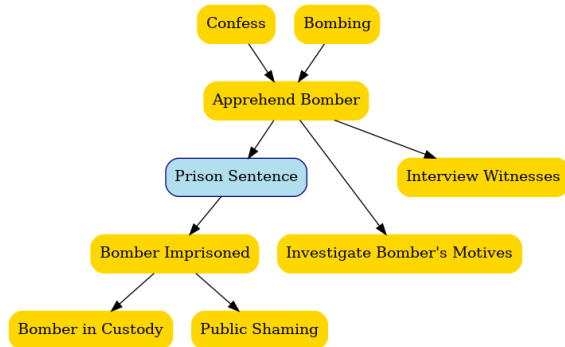 Confess
Bombing
Apprehend Bomber
Prison Sentence
Interview Witnesses
Bomber Imprisoned
Investigate Bomber's Motives
Bomber in Custody
Public Shaming